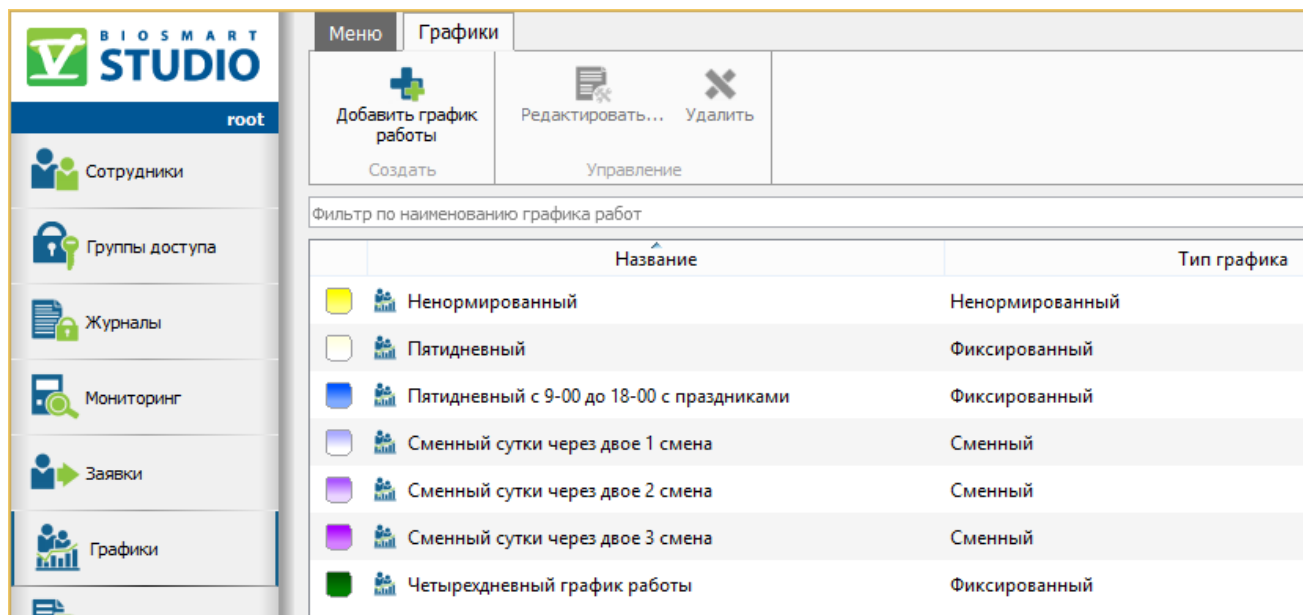 BIOSMART
STUDIO
root
Сотрудники
Группы доступа
Журналы
Мониторинг
Заявки
Графики
Меню Графики
Добавить график работы
Редактировать... Удалить
Создать Управление
Фильтр по наименованию графика работ
Название Тип графика
Ненормированный Ненормированный
Пятидневный Фиксированный
Пятидневный с 9-00 до 18-00 с праздниками Фиксированный
Сменный сутки через двое 1 смена Сменный
Сменный сутки через двое 2 смена Сменный
Сменный сутки через двое 3 смена Сменный
Четырехдневный график работы Фиксированный